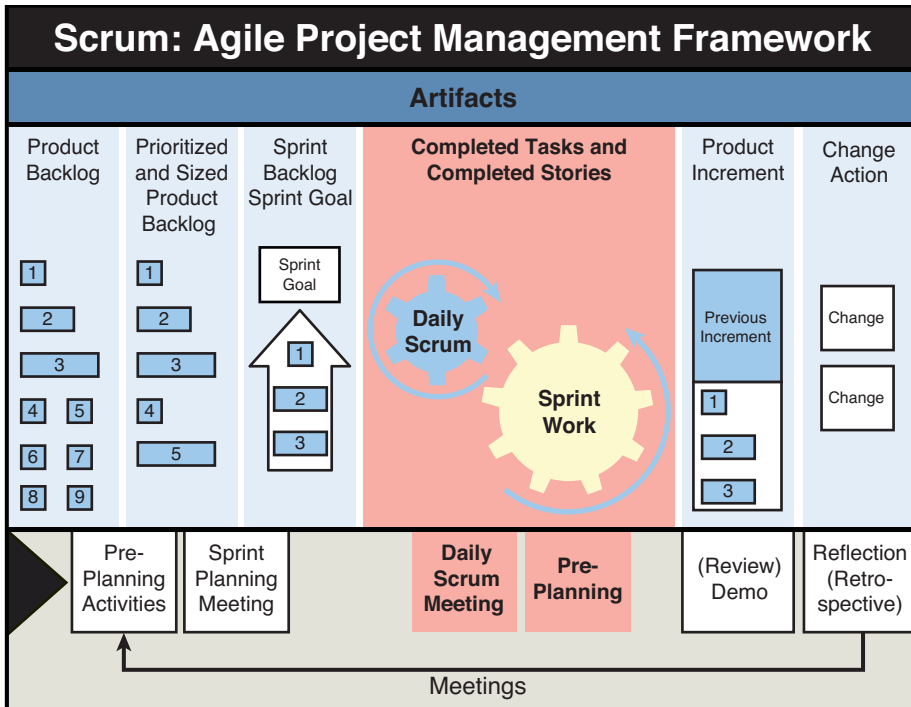 Scrum: Agile Project Management Framework
Artifacts
Product
Backlog
1
2
3
4 5
6 7
8 9
Prioritized
and Sized
Product
Backlog
1
2
3
4
5
Sprint
Backlog
Sprint Goal
Sprint
Goal
1
2
3
Completed Tasks and
Completed Stories
Daily
Scrum
Sprint
Work
Product
Increment
Previous
Increment
1
2
3
Change
Action
Change
Change
Pre-
Planning
Activities
Sprint
Planning
Meeting
Daily
Scrum
Meeting
Pre-
Planning
(Review)
Demo
Reflection
(Retro-
spective)
Meetings